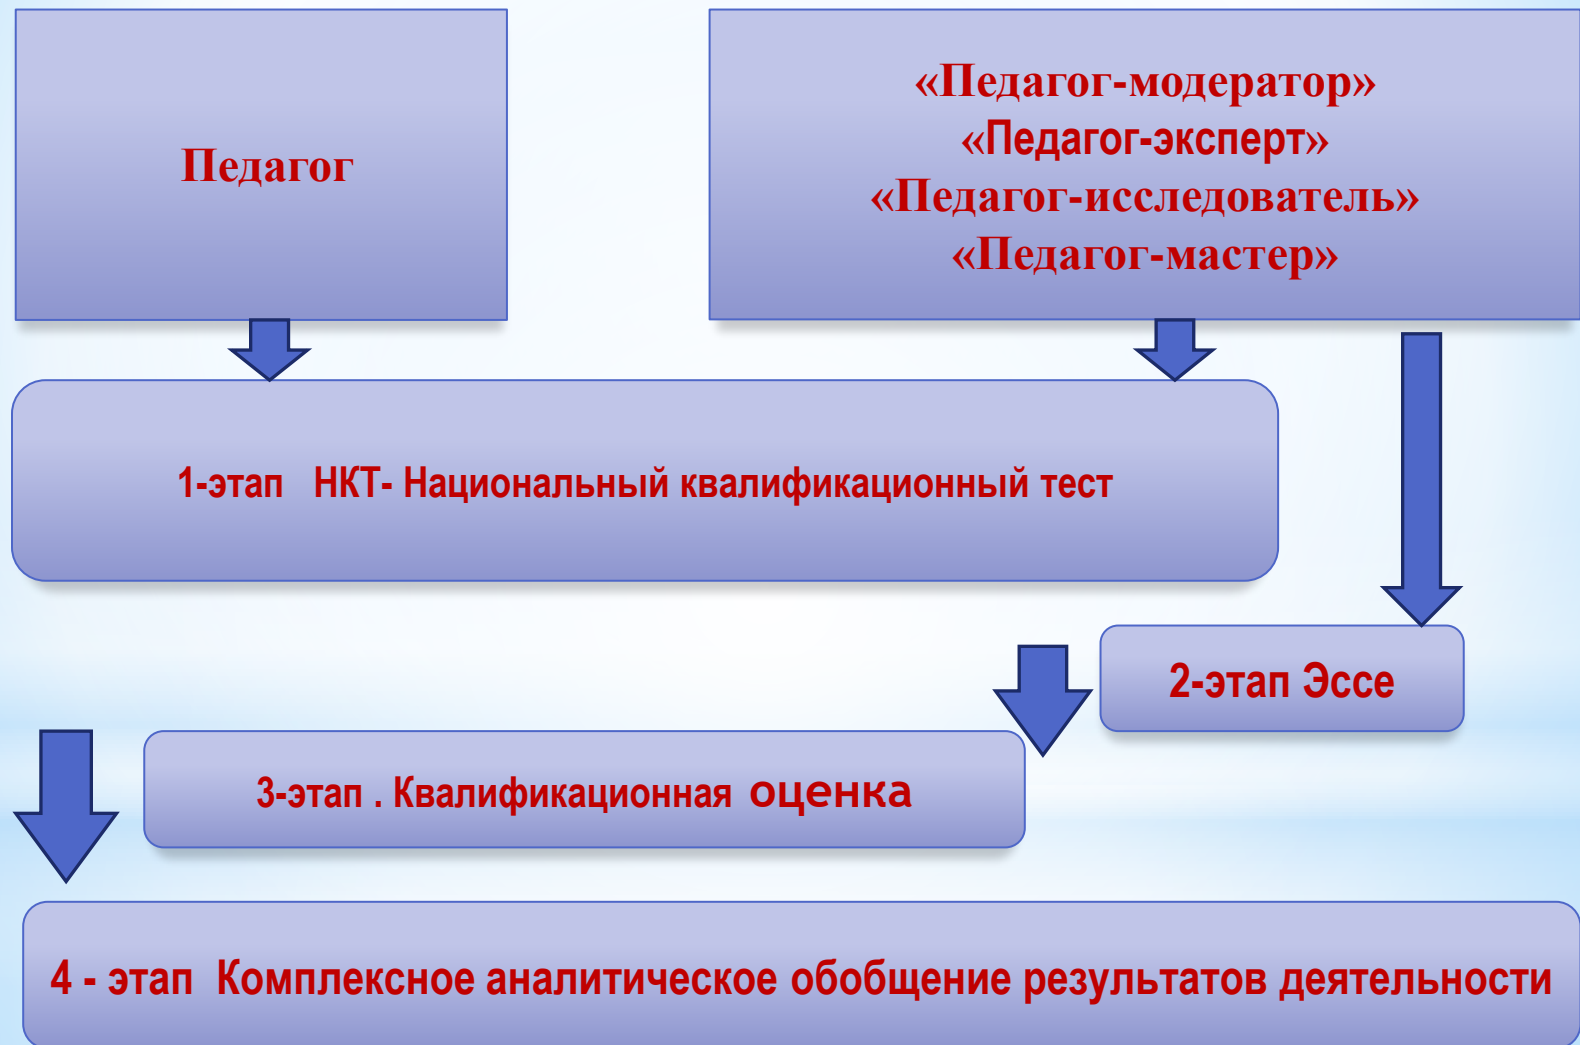 Педагог
«Педагог-модератор»
«Педагог-эксперт»
«Педагог-исследователь»
«Педагог-мастер»
1-этап НКТ- Национальный квалификационный тест
2-этап Эссе
3-этап . Квалификационная оценка
4 - этап Комплексное аналитическое обобщение результатов деятельности